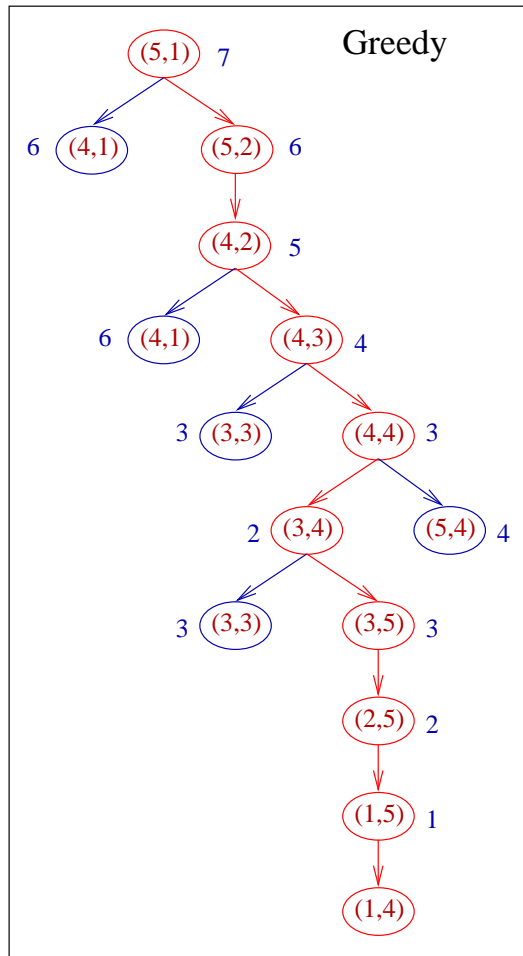 Greedy
(5,1) 7
6 (4,1) (5,2) 6
(4,2) 5
6 (4,1) (4,3) 4
3 (3,3) (4,4) 3
2 (3,4) (5,4) 4
3 (3,3) (3,5) 3
(2,5) 2
(1,5) 1
(1,4)